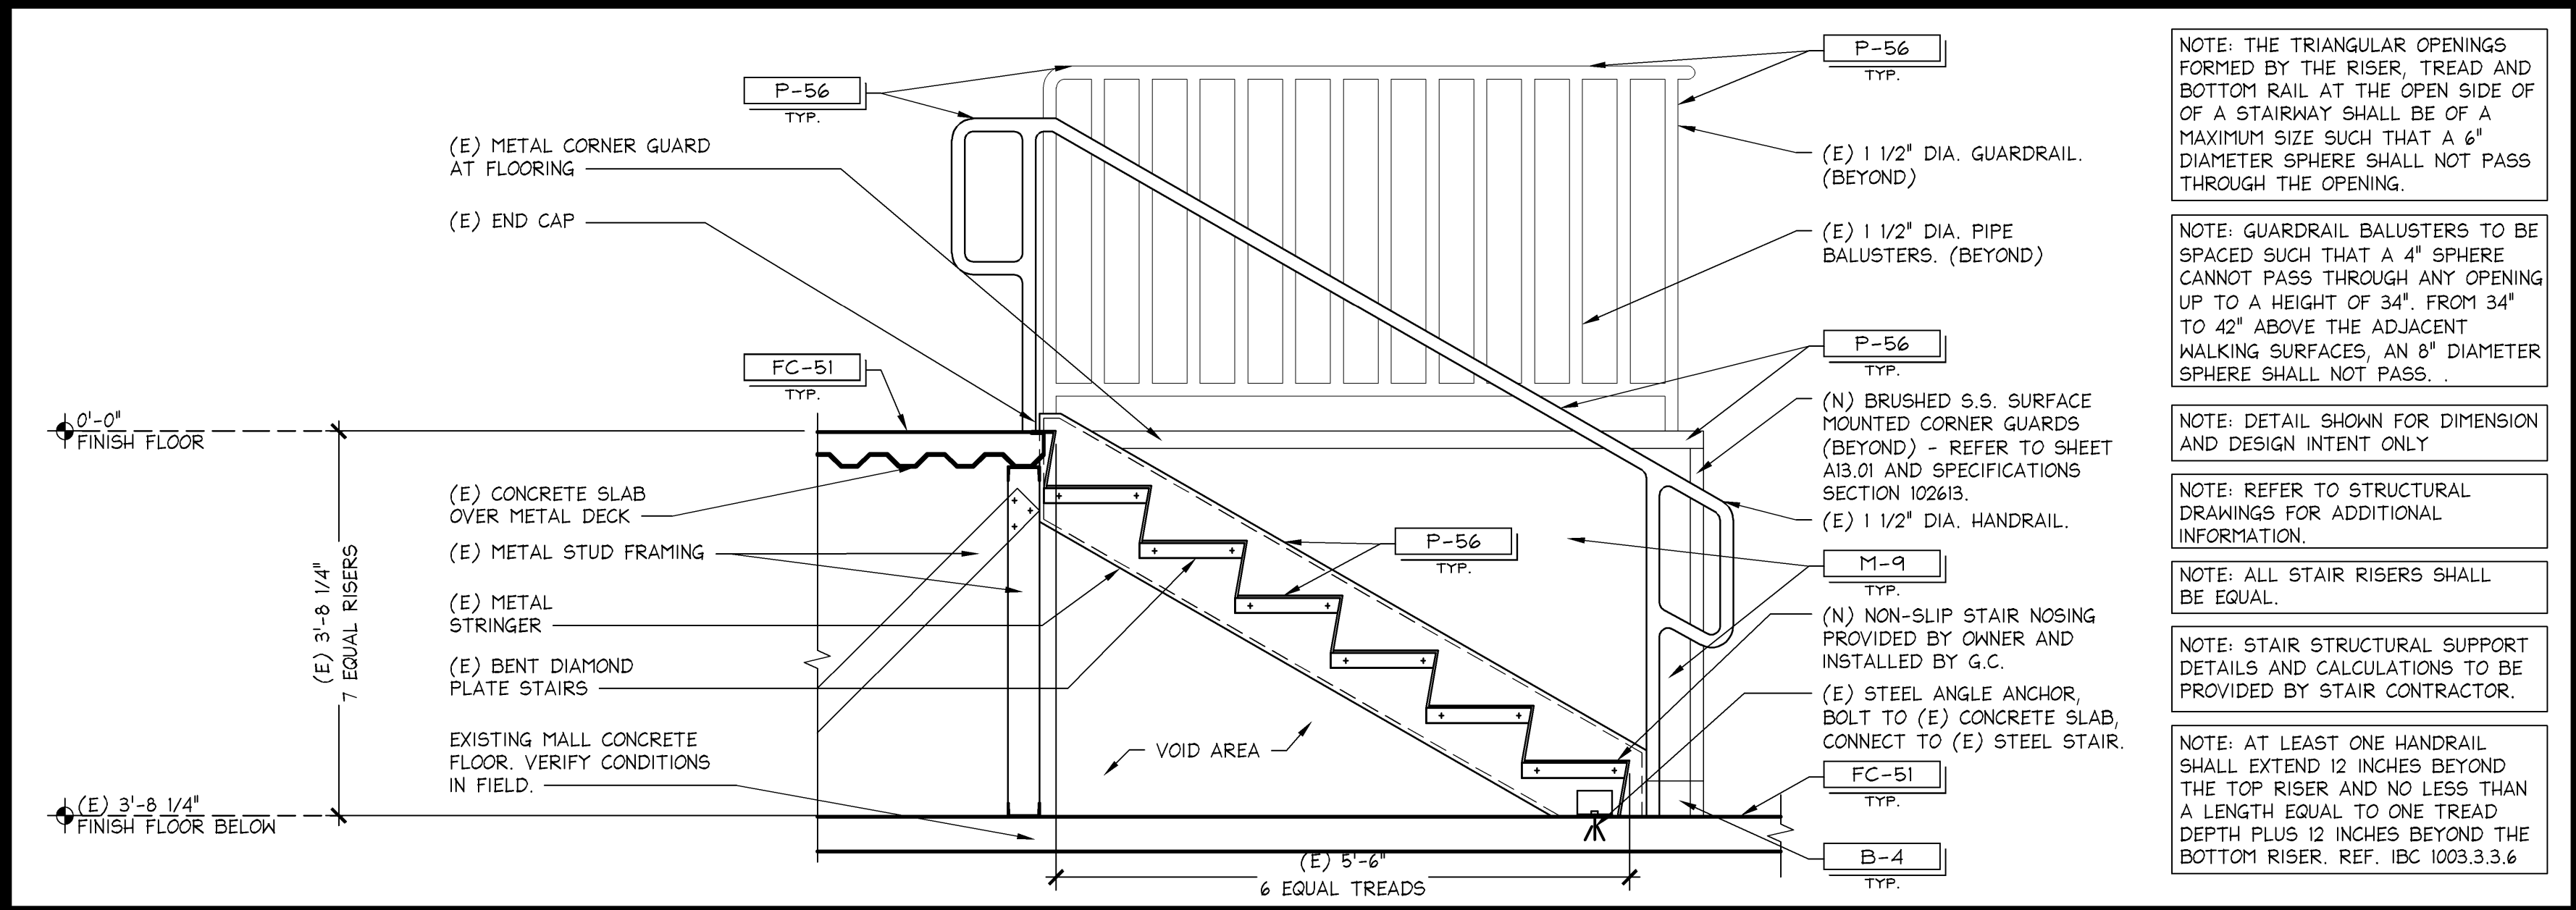 P-56
TYP.
(E) METAL CORNER GUARD
AT FLOORING
(E) END CAP
FC-51
TYP.
0'-0"
FINISH FLOOR
(E) CONCRETE SLAB
OVER METAL DECK
(E) METAL STUD FRAMING
(E) METAL
STRINGER
(E) BENT DIAMOND
PLATE STAIRS
EXISTING MALL CONCRETE
FLOOR. VERIFY CONDITIONS
IN FIELD.
(E) 3'-8 1/4"
7 EQUAL RISERS
(E) 3'-8 1/4"
FINISH FLOOR BELOW
P-56
TYP.
VOID AREA
(E) 5'-6"
6 EQUAL TREADS
P-56
TYP.
(E) 1 1/2" DIA. GUARDRAIL.
(BEYOND)
(E) 1 1/2" DIA. PIPE
BALUSTERS. (BEYOND)
P-56
TYP.
(N) BRUSHED S.S. SURFACE
MOUNTED CORNER GUARDS
(BEYOND) - REFER TO SHEET
A13.01 AND SPECIFICATIONS
SECTION 102613.
(E) 1 1/2" DIA. HANDRAIL.
M-9
TYP.
(N) NON-SLIP STAIR NOSING
PROVIDED BY OWNER AND
INSTALLED BY G.C.
(E) STEEL ANGLE ANCHOR,
BOLT TO (E) CONCRETE SLAB,
CONNECT TO (E) STEEL STAIR.
FC-51
TYP.
B-4
TYP.
NOTE: THE TRIANGULAR OPENINGS
FORMED BY THE RISER, TREAD AND
BOTTOM RAIL AT THE OPEN SIDE OF
OF A STAIRWAY SHALL BE OF A
MAXIMUM SIZE SUCH THAT A 6"
DIAMETER SPHERE SHALL NOT PASS
THROUGH THE OPENING.
NOTE: GUARDRAIL BALUSTERS TO BE
SPACED SUCH THAT A 4" SPHERE
CANNOT PASS THROUGH ANY OPENING
UP TO A HEIGHT OF 34". FROM 34"
TO 42" ABOVE THE ADJACENT
WALKING SURFACES, AN 8" DIAMETER
SPHERE SHALL NOT PASS. .
NOTE: DETAIL SHOWN FOR DIMENSION
AND DESIGN INTENT ONLY
NOTE: REFER TO STRUCTURAL
DRAWINGS FOR ADDITIONAL
INFORMATION.
NOTE: ALL STAIR RISERS SHALL
BE EQUAL.
NOTE: STAIR STRUCTURAL SUPPORT
DETAILS AND CALCULATIONS TO BE
PROVIDED BY STAIR CONTRACTOR.
NOTE: AT LEAST ONE HANDRAIL
SHALL EXTEND 12 INCHES BEYOND
THE TOP RISER AND NO LESS THAN
A LENGTH EQUAL TO ONE TREAD
DEPTH PLUS 12 INCHES BEYOND THE
BOTTOM RISER. REF. IBC 1003.3.3.6